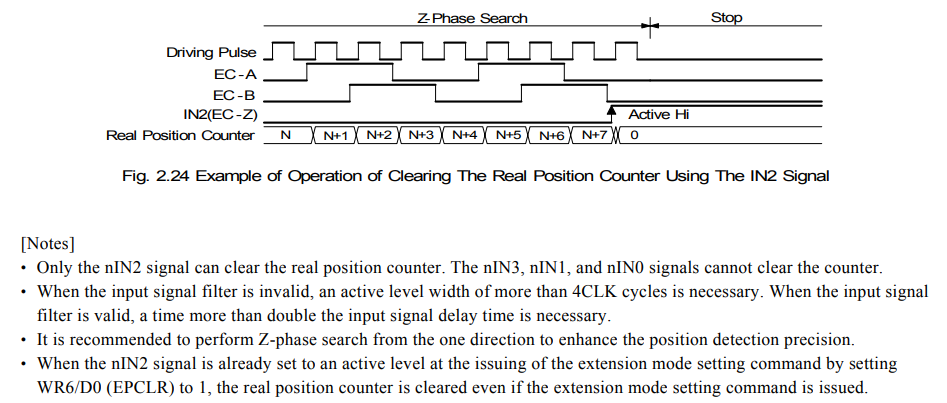 Z-Phase Search Stop
Driving Pulse
EC-A
EC-B
IN2(EC-Z) Active Hi
Real Position Counter N N+1 N+2 N+3 N+4 N+5 N+6 N+7 0
Fig. 2.24 Example of Operation of Clearing The Real Position Counter Using The IN2 Signal
[Notes]
• Only the nIN2 signal can clear the real position counter. The nIN3, nIN1, and nIN0 signals cannot clear the counter.
• When the input signal filter is invalid, an active level width of more than 4CLK cycles is necessary. When the input signal
filter is valid, a time more than double the input signal delay time is necessary.
• It is recommended to perform Z-phase search from the one direction to enhance the position detection precision.
• When the nIN2 signal is already set to an active level at the issuing of the extension mode setting command by setting
WR6/D0 (EPCLR) to 1, the real position counter is cleared even if the extension mode setting command is issued.